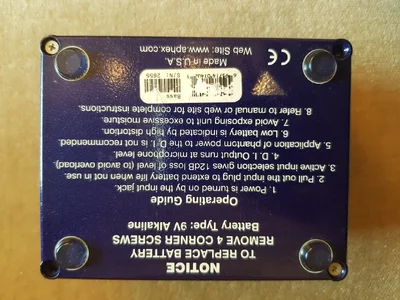 NOTICE
TO REPLACE BATTERY
REMOVE 4 CORNER SCREWS
Battery Type: 9V Alkaline
Operating Guide
1. Power is turned on by the input jack.
2. Pull out the input plug to extend battery life when not in use.
3. Active input selection gives 12dB loss of level (to avoid overload)
4. D. I. Output runs at microphone level.
5. Application of phantom power to the D. I. is not recommended.
6. Low battery is indicated by high distortion.
7. Avoid exposing unit to excessive moisture.
8. Refer to manual or web site for complete instructions.
Bass
S/N: 2695
CE
Made in U.S.A.
Web Site: www.aphex.com